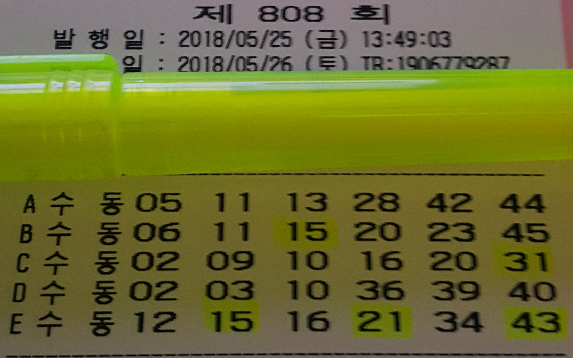 제 808 회
발 행 일 : 2018/05/25 (금) 13:49:03
일 : 2018/05/26 (토) TR:1906779287
A 수 동 05 11 13 28 42 44
B 수 동 06 11 15 20 23 45
C 수 동 02 09 10 16 20 31
D 수 동 02 03 10 36 39 40
E 수 동 12 15 16 21 34 43